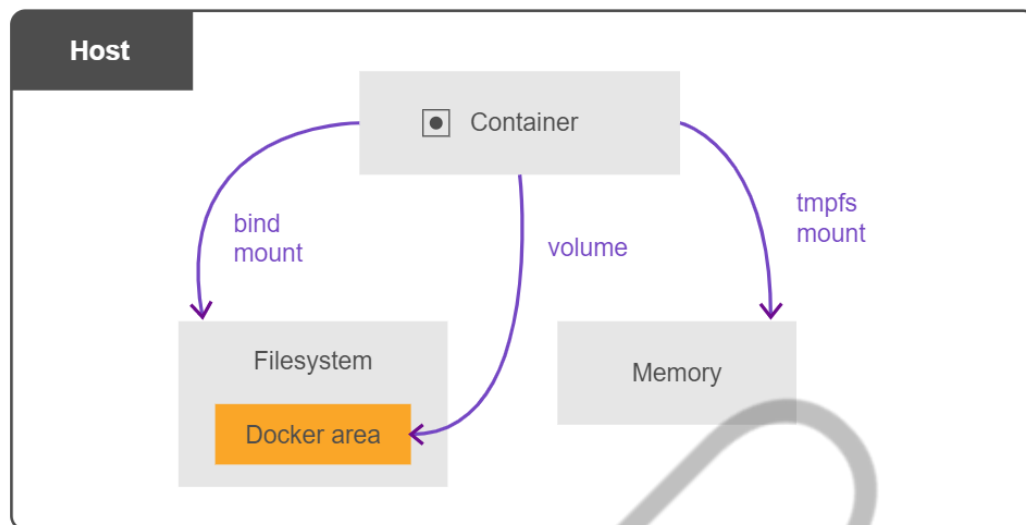 Host
Container
bind
mount
volume
tmpfs
mount
Filesystem
Memory
Docker area